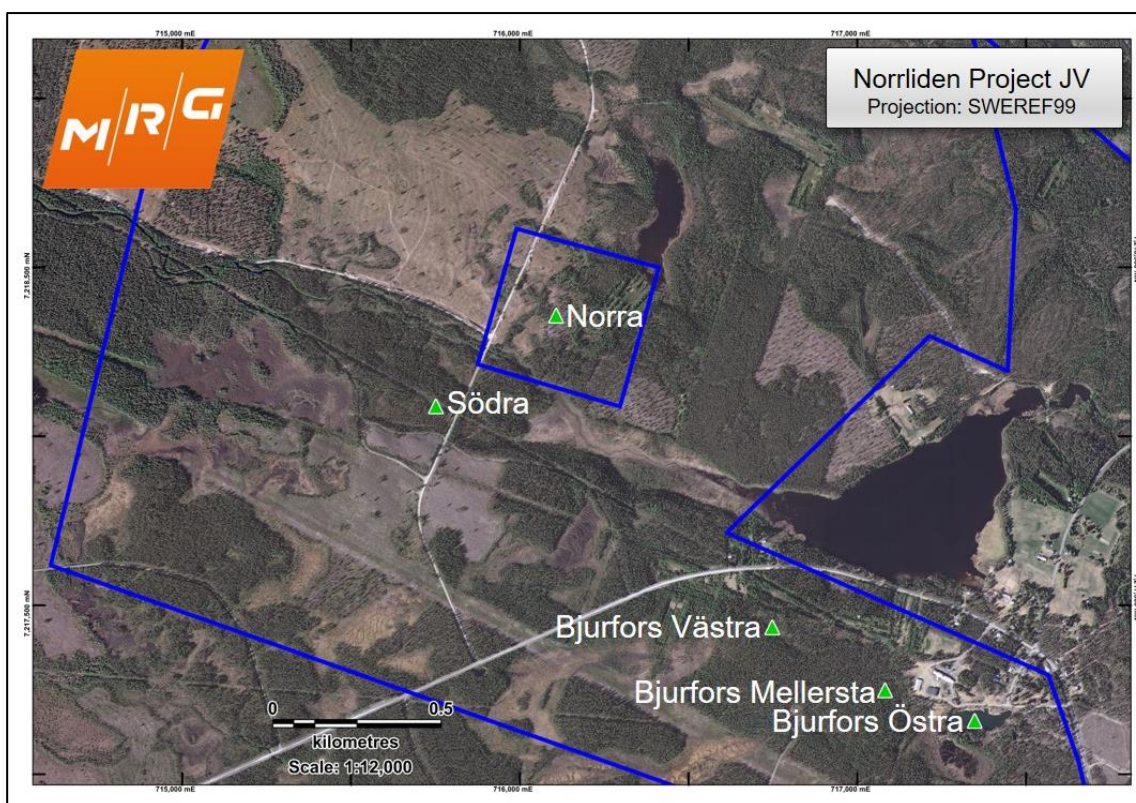 715,000 mE
716,000 mE
717,000 mE
M/R/G
Norrliden Project JV
Projection: SWEREF99
7,218,500 mN
Norra
Södra
7,217,500 mN
Bjurfors Västra
Bjurfors Mellersta
Bjurfors Östra
0 0.5
kilometres
Scale: 1:12,000
715,000 mE
716,000 mE
717,000 mE